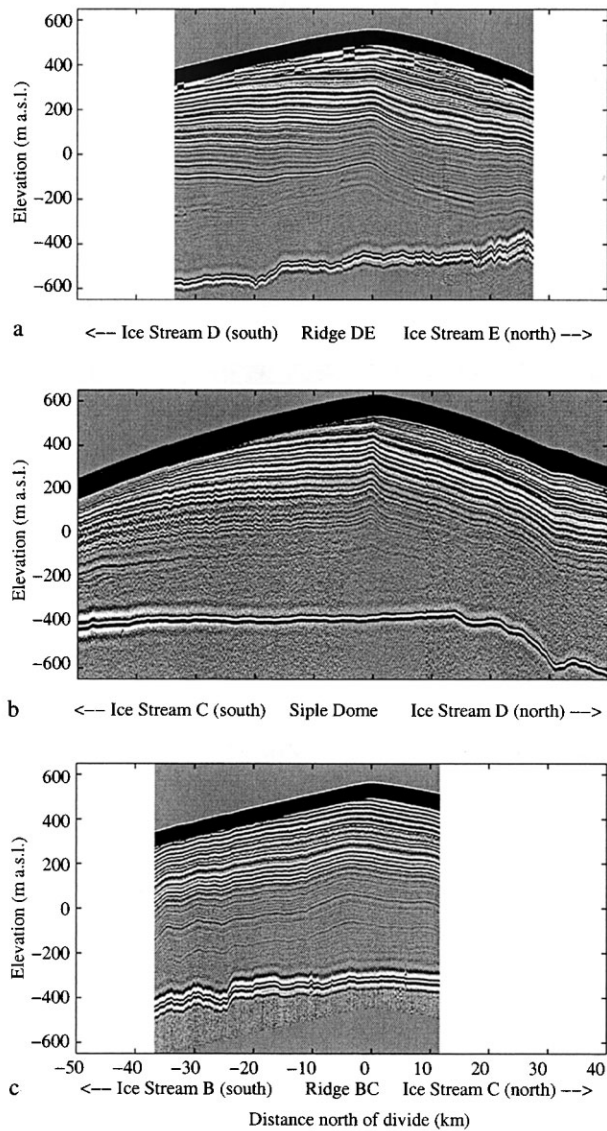 600
400
200
0
−200
−400
−600
Elevation (m a.s.l.)
a
<−− Ice Stream D (south) Ridge DE Ice Stream E (north) −−>
600
400
200
0
−200
−400
−600
Elevation (m a.s.l.)
b
<−− Ice Stream C (south) Siple Dome Ice Stream D (north) −−>
600
400
200
0
−200
−400
−600
Elevation (m a.s.l.)
−50 −40 −30 −20 −10 0 10 20 30 40
c
<−− Ice Stream B (south) Ridge BC Ice Stream C (north) −−>
Distance north of divide (km)